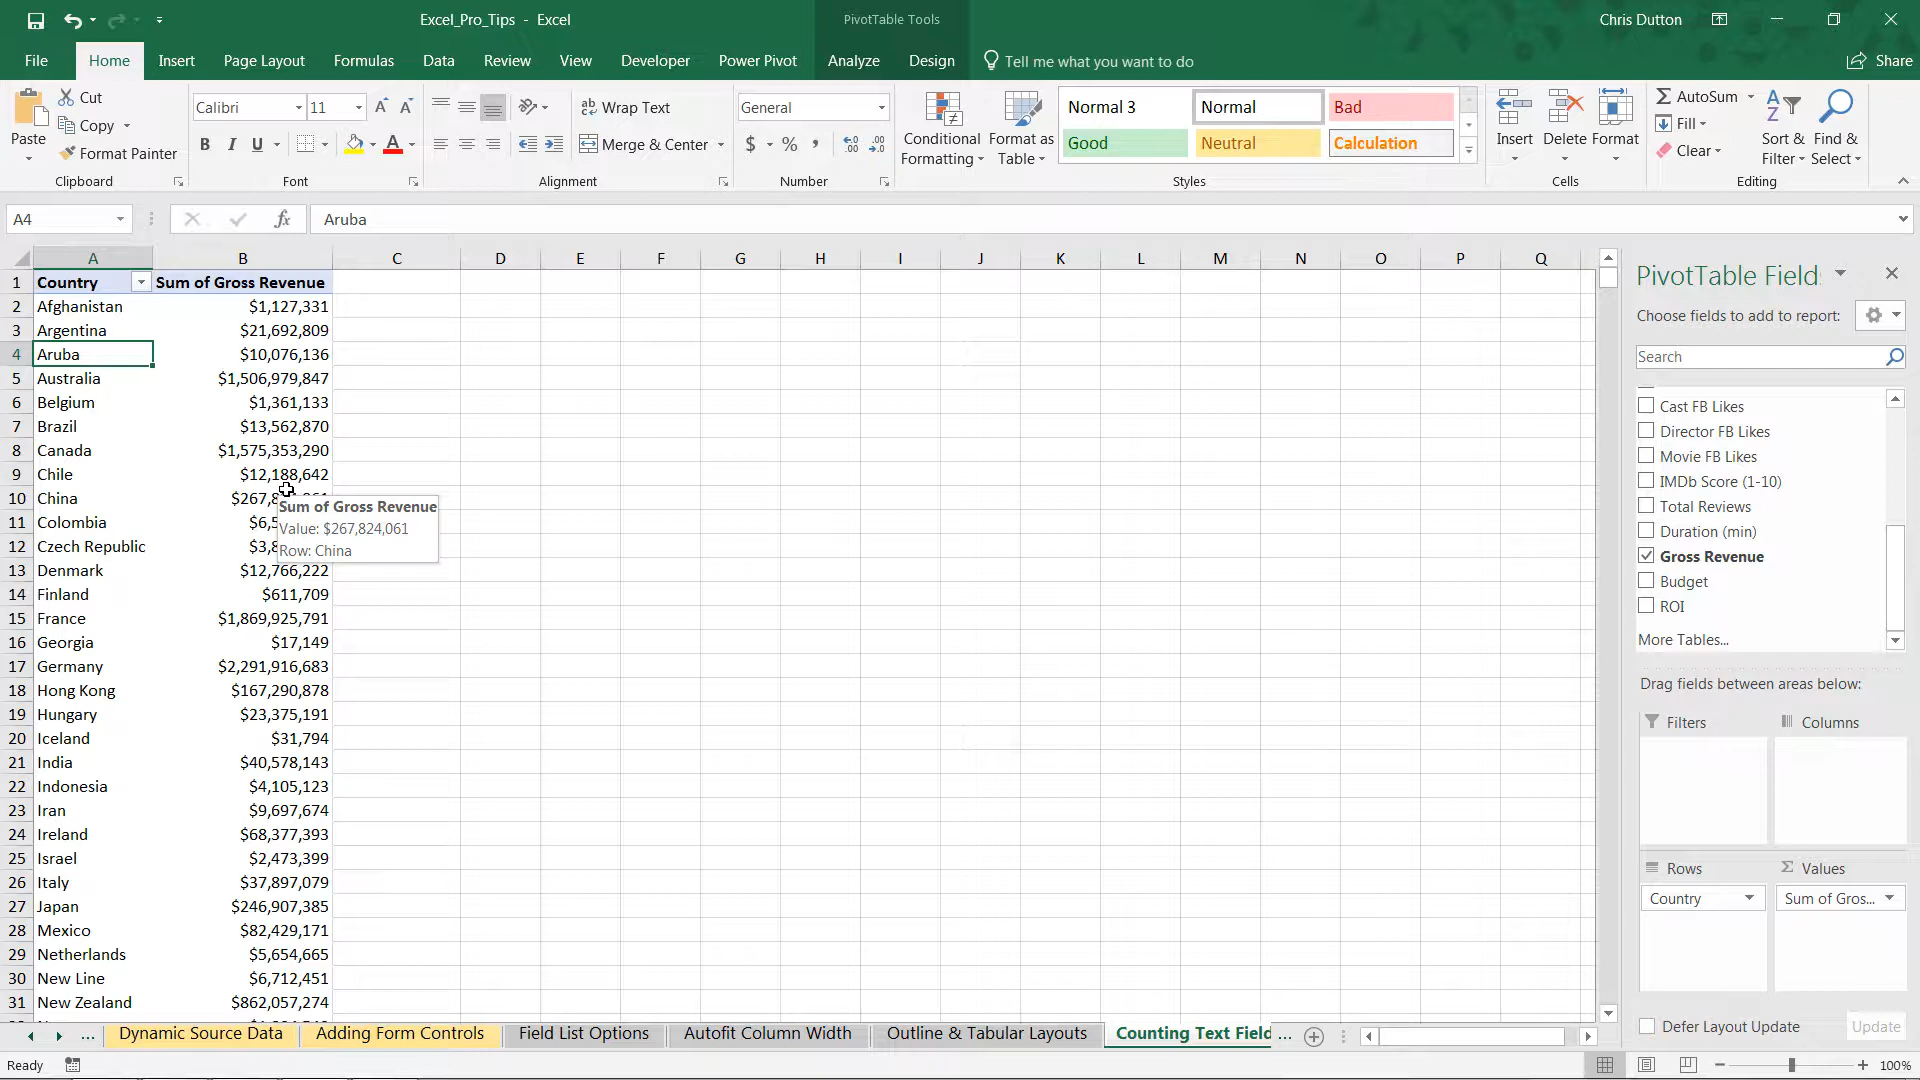 Excel_Pro_Tips - Excel
PivotTable Tools
Chris Dutton
File Home Insert Page Layout Formulas Data Review View Developer Power Pivot Analyze Design Tell me what you want to do Share
Paste
Cut
Copy
Format Painter
Clipboard
Calibri 11
B I U A
Font
Wrap Text
Merge & Center
Alignment
General
$ % ,
Number
Conditional Formatting
Format as Table
Normal 3 Normal Bad
Good Neutral Calculation
Styles
Insert Delete Format
Cells
AutoSum
Fill
Clear
Sort & Filter
Find & Select
Editing
A4 fx Aruba
A B C D E F G H I J K L M N O P Q
1 Country Sum of Gross Revenue
2 Afghanistan $1,127,331
3 Argentina $21,692,809
4 Aruba $10,076,136
5 Australia $1,506,979,847
6 Belgium $1,361,133
7 Brazil $13,562,870
8 Canada $1,575,353,290
9 Chile $12,188,642
10 China
11 Colombia
12 Czech Republic
Sum of Gross Revenue
Value: $267,824,061
Row: China
13 Denmark $12,766,222
14 Finland $611,709
15 France $1,869,925,791
16 Georgia $17,149
17 Germany $2,291,916,683
18 Hong Kong $167,290,878
19 Hungary $23,375,191
20 Iceland $31,794
21 India $40,578,143
22 Indonesia $4,105,123
23 Iran $9,697,674
24 Ireland $68,377,393
25 Israel $2,473,399
26 Italy $37,897,079
27 Japan $246,907,385
28 Mexico $82,429,171
29 Netherlands $5,654,665
30 New Line $6,712,451
31 New Zealand $862,057,274
PivotTable Field
Choose fields to add to report:
Search
Cast FB Likes
Director FB Likes
Movie FB Likes
IMDb Score (1-10)
Total Reviews
Duration (min)
Gross Revenue
Budget
ROI
More Tables...
Drag fields between areas below:
Filters Columns
Rows Values
Country Sum of Gros...
Defer Layout Update Update
... Dynamic Source Data Adding Form Controls Field List Options Autofit Column Width Outline & Tabular Layouts Counting Text Field ...
Ready 100%